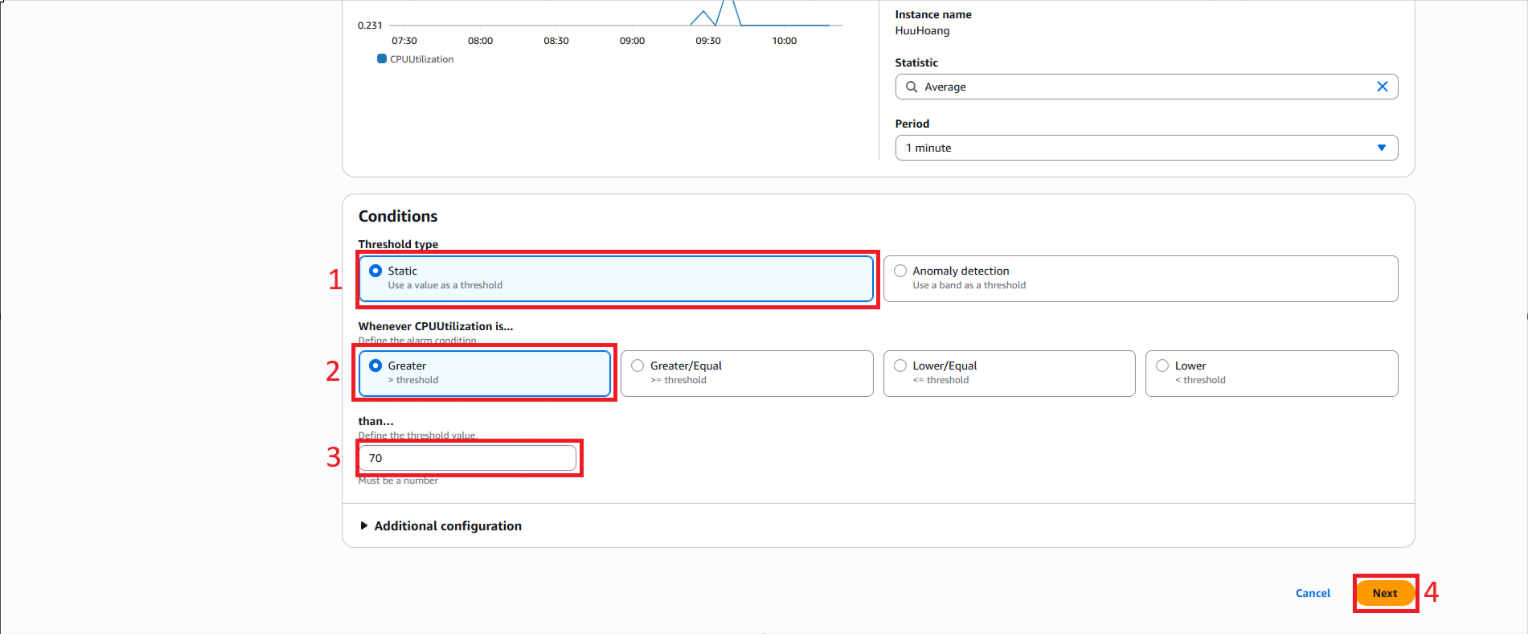 Instance name
HuuHoang
0.231
07:30 08:00 08:30 09:00 09:30 10:00
CPUUtilization
Statistic
Average
Period
1 minute
Conditions
Threshold type
1
Static
Use a value as a threshold
Anomaly detection
Use a band as a threshold
Whenever CPUUtilization is...
Define the alarm condition.
2
Greater
> threshold
Greater/Equal
>= threshold
Lower/Equal
<= threshold
Lower
< threshold
than...
Define the threshold value.
3
70
Must be a number
Additional configuration
Cancel
Next
4